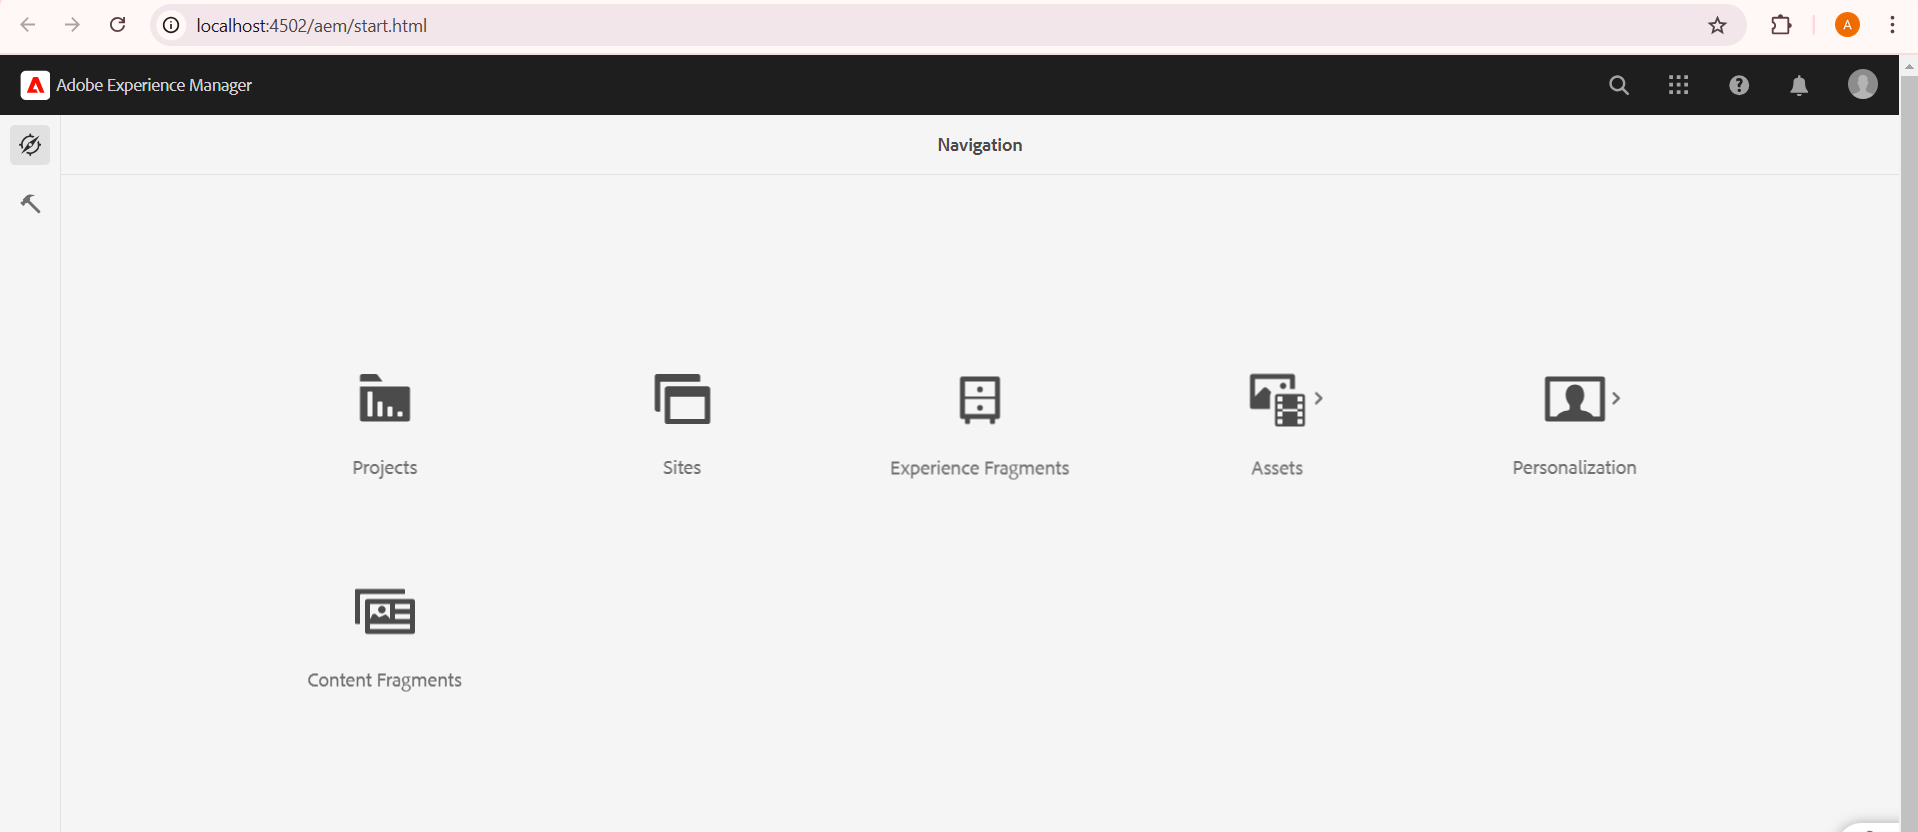 localhost:4502/aem/start.html
A
Adobe Experience Manager
Navigation
Projects
Sites
Experience Fragments
Assets
Personalization
Content Fragments